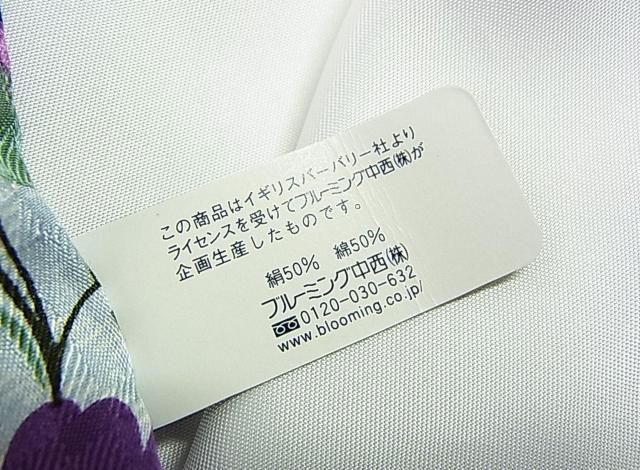 この商品はイギリスバーバリー社より
ライセンスを受けてブルーミング中西(株)が
企画生産したものです。
絹50% 綿50%
ブルーミング中西(株)
0120-030-632
www.blooming.co.jp/